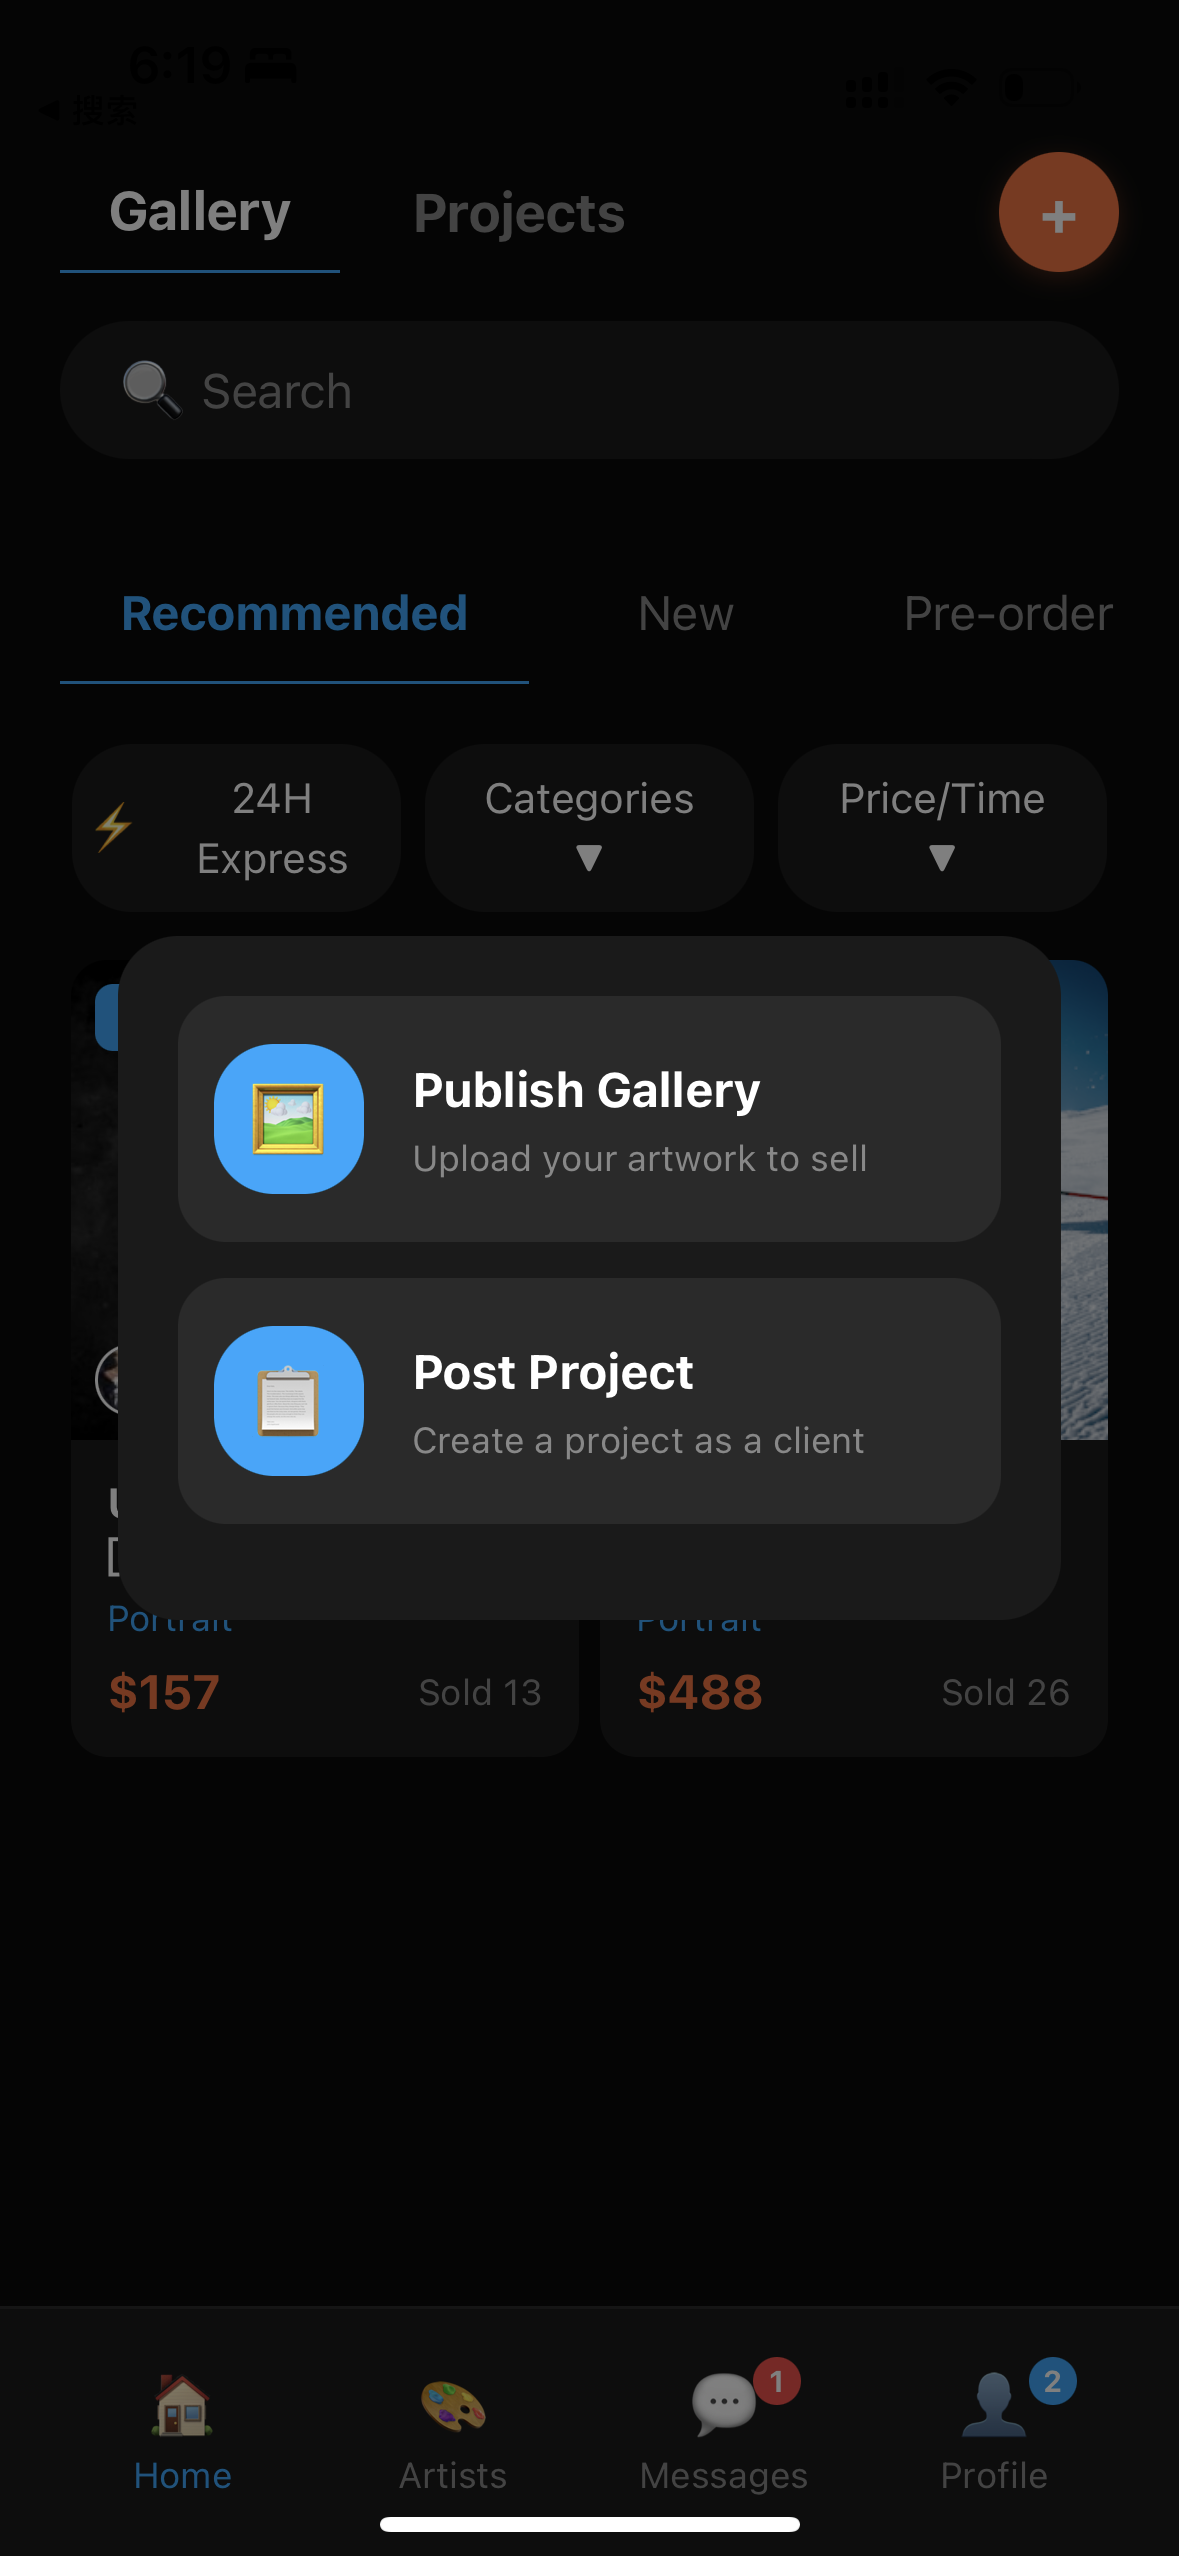 6:19
◀ 搜索
Gallery
Projects
+
Search
Recommended
New
Pre-order
24H
Express
Categories
▼
Price/Time
▼
Publish Gallery
Upload your artwork to sell
Post Project
Create a project as a client
Portrait
Portrait
$157
Sold 13
$488
Sold 26
1
2
Home
Artists
Messages
Profile